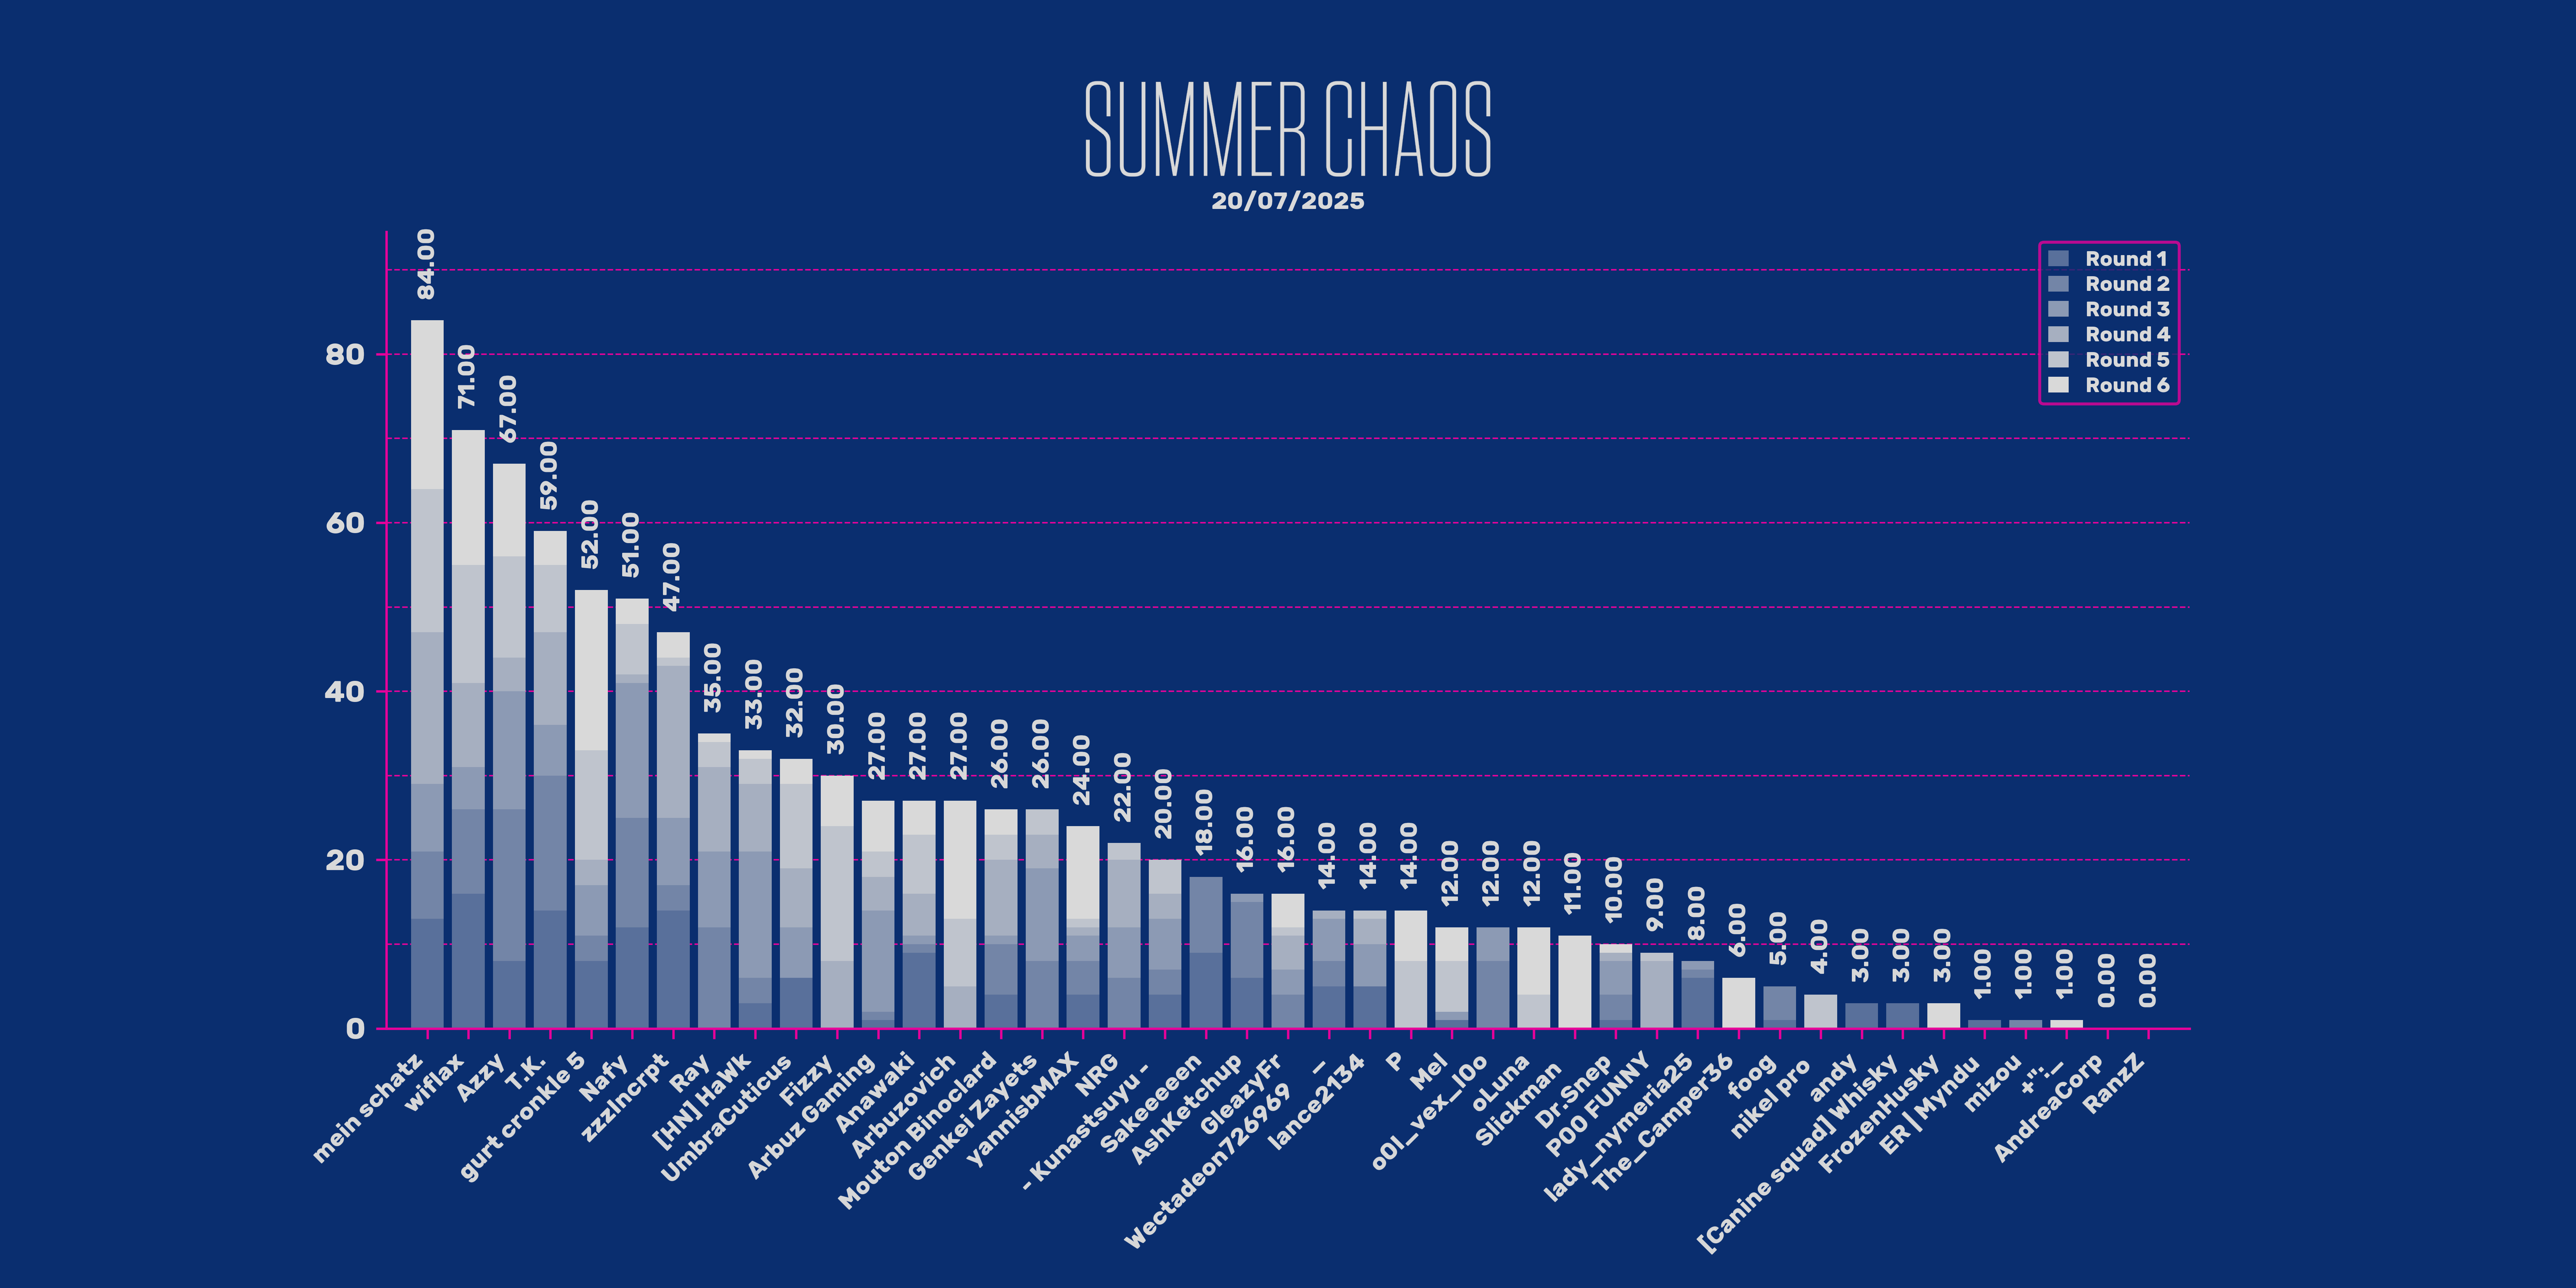 SUMMER CHAOS
20/07/2025
Round 1
Round 2
Round 3
Round 4
Round 5
Round 6
80
60
40
20
0
84.00
71.00
67.00
59.00
52.00
51.00
47.00
35.00
33.00
32.00
30.00
27.00
27.00
27.00
26.00
26.00
24.00
22.00
20.00
18.00
16.00
16.00
14.00
14.00
14.00
12.00
12.00
12.00
11.00
10.00
9.00
8.00
6.00
5.00
4.00
3.00
3.00
3.00
1.00
1.00
1.00
0.00
0.00
mein schatz
wiflax
Azzy
T.K.
gurt cronkle 5
Nafy
zzzIncrpt
Ray
[HN] HaWk
UmbraCuticus
Fizzy
Arbuz Gaming
Anawaki
Arbuzovich
Mouton Binoclard
Genkei Zayets
yannisbMAX
NRG
- Kunastsuyu -
Sakeeeeen
AshKetchup
GleazyFr
Wectadeon726969 _
lance2134
P
Mel
o0l_vex_l0o
oLuna
Slickman
Dr.Snep
POO FUNNY
lady_nymeria25
The_Camper36
foog
nikel pro
andy
[Canine squad] Whisky
FrozenHusky
ER | Myndu
mizou
+":._
AndreaCorp
RanzZ